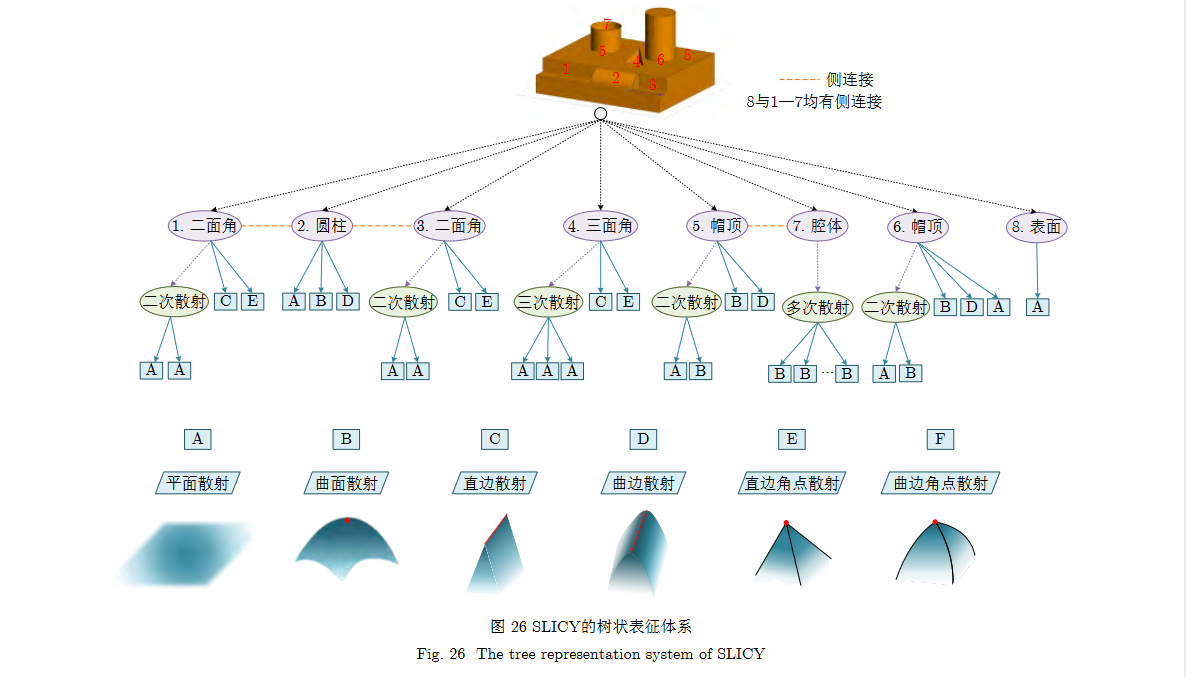 7
5
4
6
8
1
2
3
侧连接
8与1—7均有侧连接
1. 二面角 2. 圆柱 3. 二面角 4. 三面角 5. 帽顶 7. 腔体 6. 帽顶 8. 表面
二次散射 C E A B D 二次散射 C E 三次散射 C E 二次散射 B D 多次散射 二次散射 B D A A
A A A A A A A A B B B ··· B A B
A B C D E F
平面散射 曲面散射 直边散射 曲边散射 直边角点散射 曲边角点散射
图 26 SLICY的树状表征体系
Fig. 26 The tree representation system of SLICY